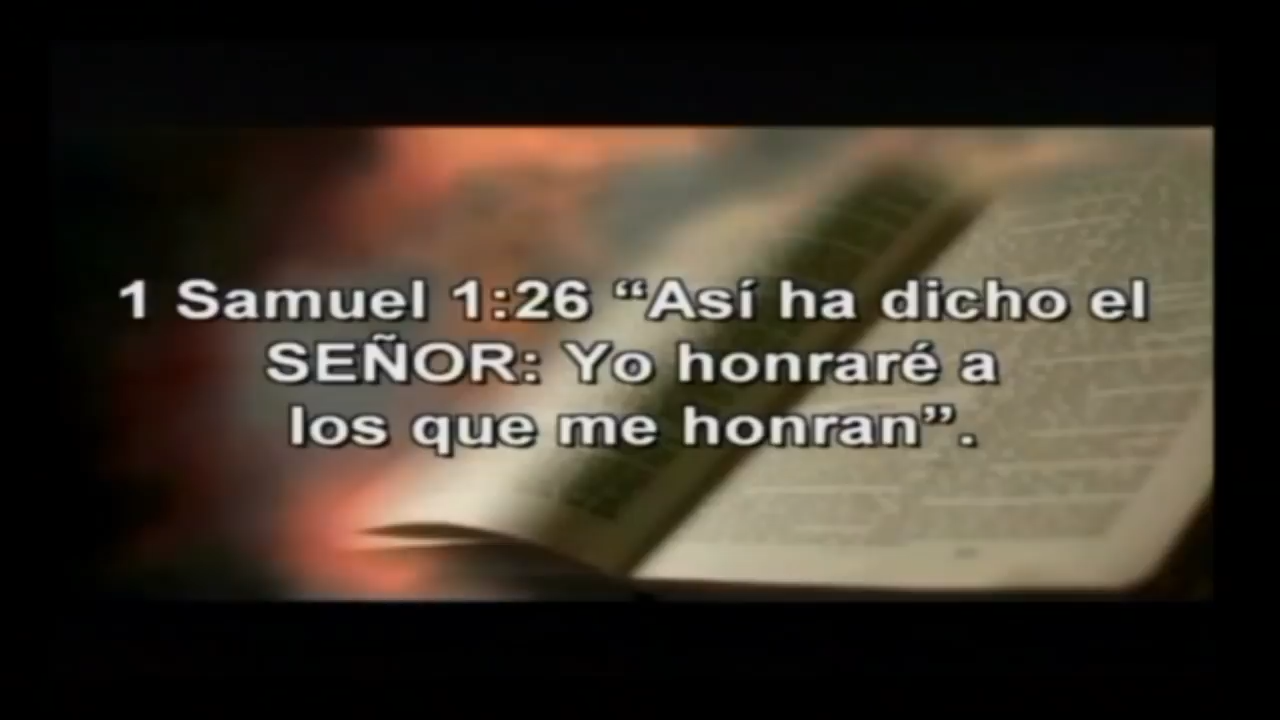 1 Samuel 1:26 “Así ha dicho el
SEÑOR: Yo honraré a
los que me honran”.